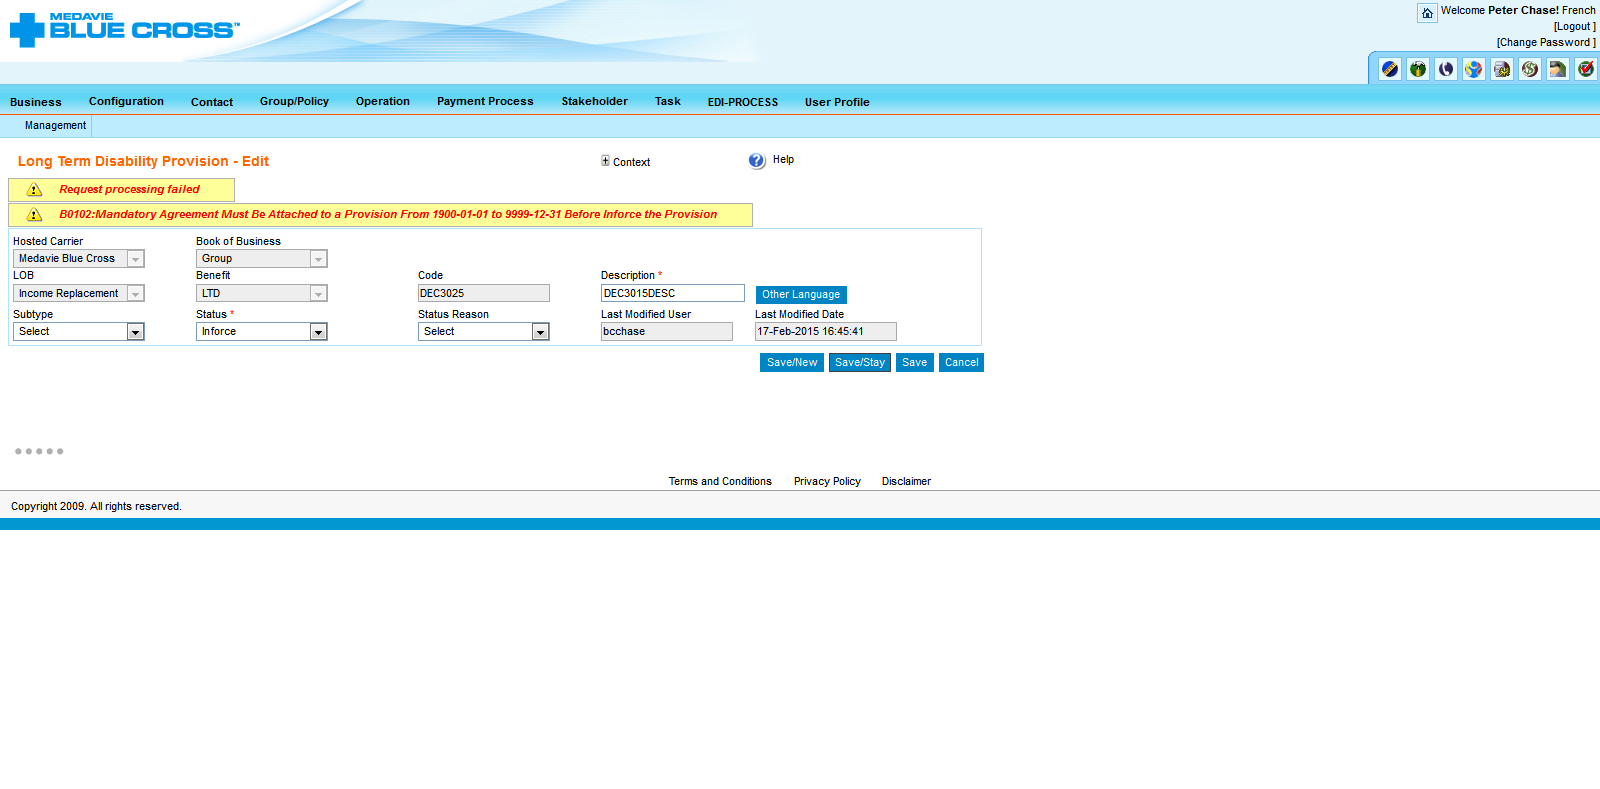 MEDAVIE
BLUE CROSS™
Welcome Peter Chase! French
[Logout ]
[Change Password ]
Business Configuration Contact Group/Policy Operation Payment Process Stakeholder Task EDI-PROCESS User Profile
Management
Long Term Disability Provision - Edit
Context
Help
Request processing failed
B0102:Mandatory Agreement Must Be Attached to a Provision From 1900-01-01 to 9999-12-31 Before Inforce the Provision
Hosted Carrier Book of Business
Medavie Blue Cross Group
LOB Benefit Code Description *
Income Replacement LTD DEC3025 DEC3015DESC Other Language
Subtype Status * Status Reason Last Modified User Last Modified Date
Select Inforce Select bcchase 17-Feb-2015 16:45:41
Save/New Save/Stay Save Cancel
Terms and Conditions Privacy Policy Disclaimer
Copyright 2009. All rights reserved.